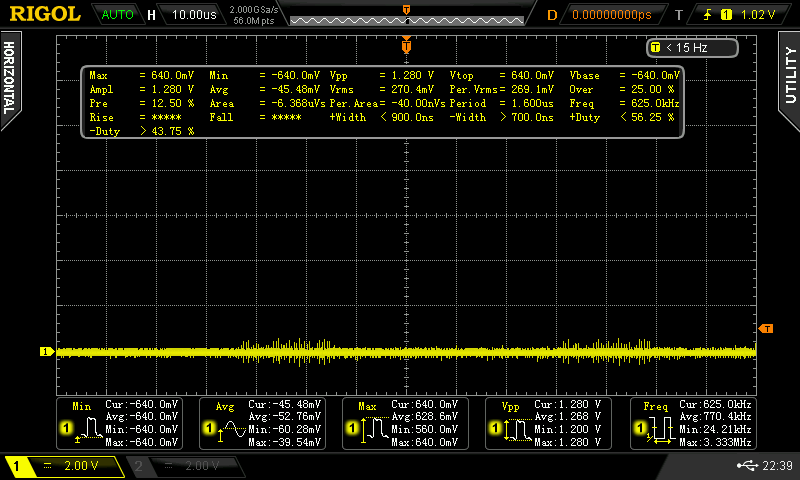 RIGOL AUTO H 10.00us 2.000GSa/s 56.0M pts D 0.00000000ps T 1 1.02 V
HORIZONTAL
UTILITY
T
T < 15 Hz
Max = 640.0mV Min = -640.0mV Vpp = 1.280 V Vtop = 640.0mV Vbase = -640.0mV
Ampl = 1.280 V Avg = -45.48mV Vrms = 270.4mV Per.Vrms= 269.1mV Over = 25.00 %
Pre = 12.50 % Area = -6.368uVs Per.Area= -40.00nVs Period = 1.600us Freq = 625.0kHz
Rise = ***** Fall = ***** +Width < 900.0ns -Width > 700.0ns +Duty < 56.25 %
-Duty > 43.75 %
T
1
Min Cur:-640.0mV
Avg:-640.0mV
1 Min:-640.0mV
Max:-640.0mV
Avg Cur:-45.48mV
Avg:-52.76mV
1 Min:-60.28mV
Max:-39.54mV
Max Cur:640.0mV
Avg:628.6mV
1 Min:560.0mV
Max:640.0mV
Vpp Cur:1.280 V
Avg:1.268 V
1 Min:1.200 V
Max:1.280 V
Freq Cur:625.0kHz
Avg:770.4kHz
1 Min:24.21kHz
Max:3.333MHz
1 2.00 V 2 2.00 V 22:39